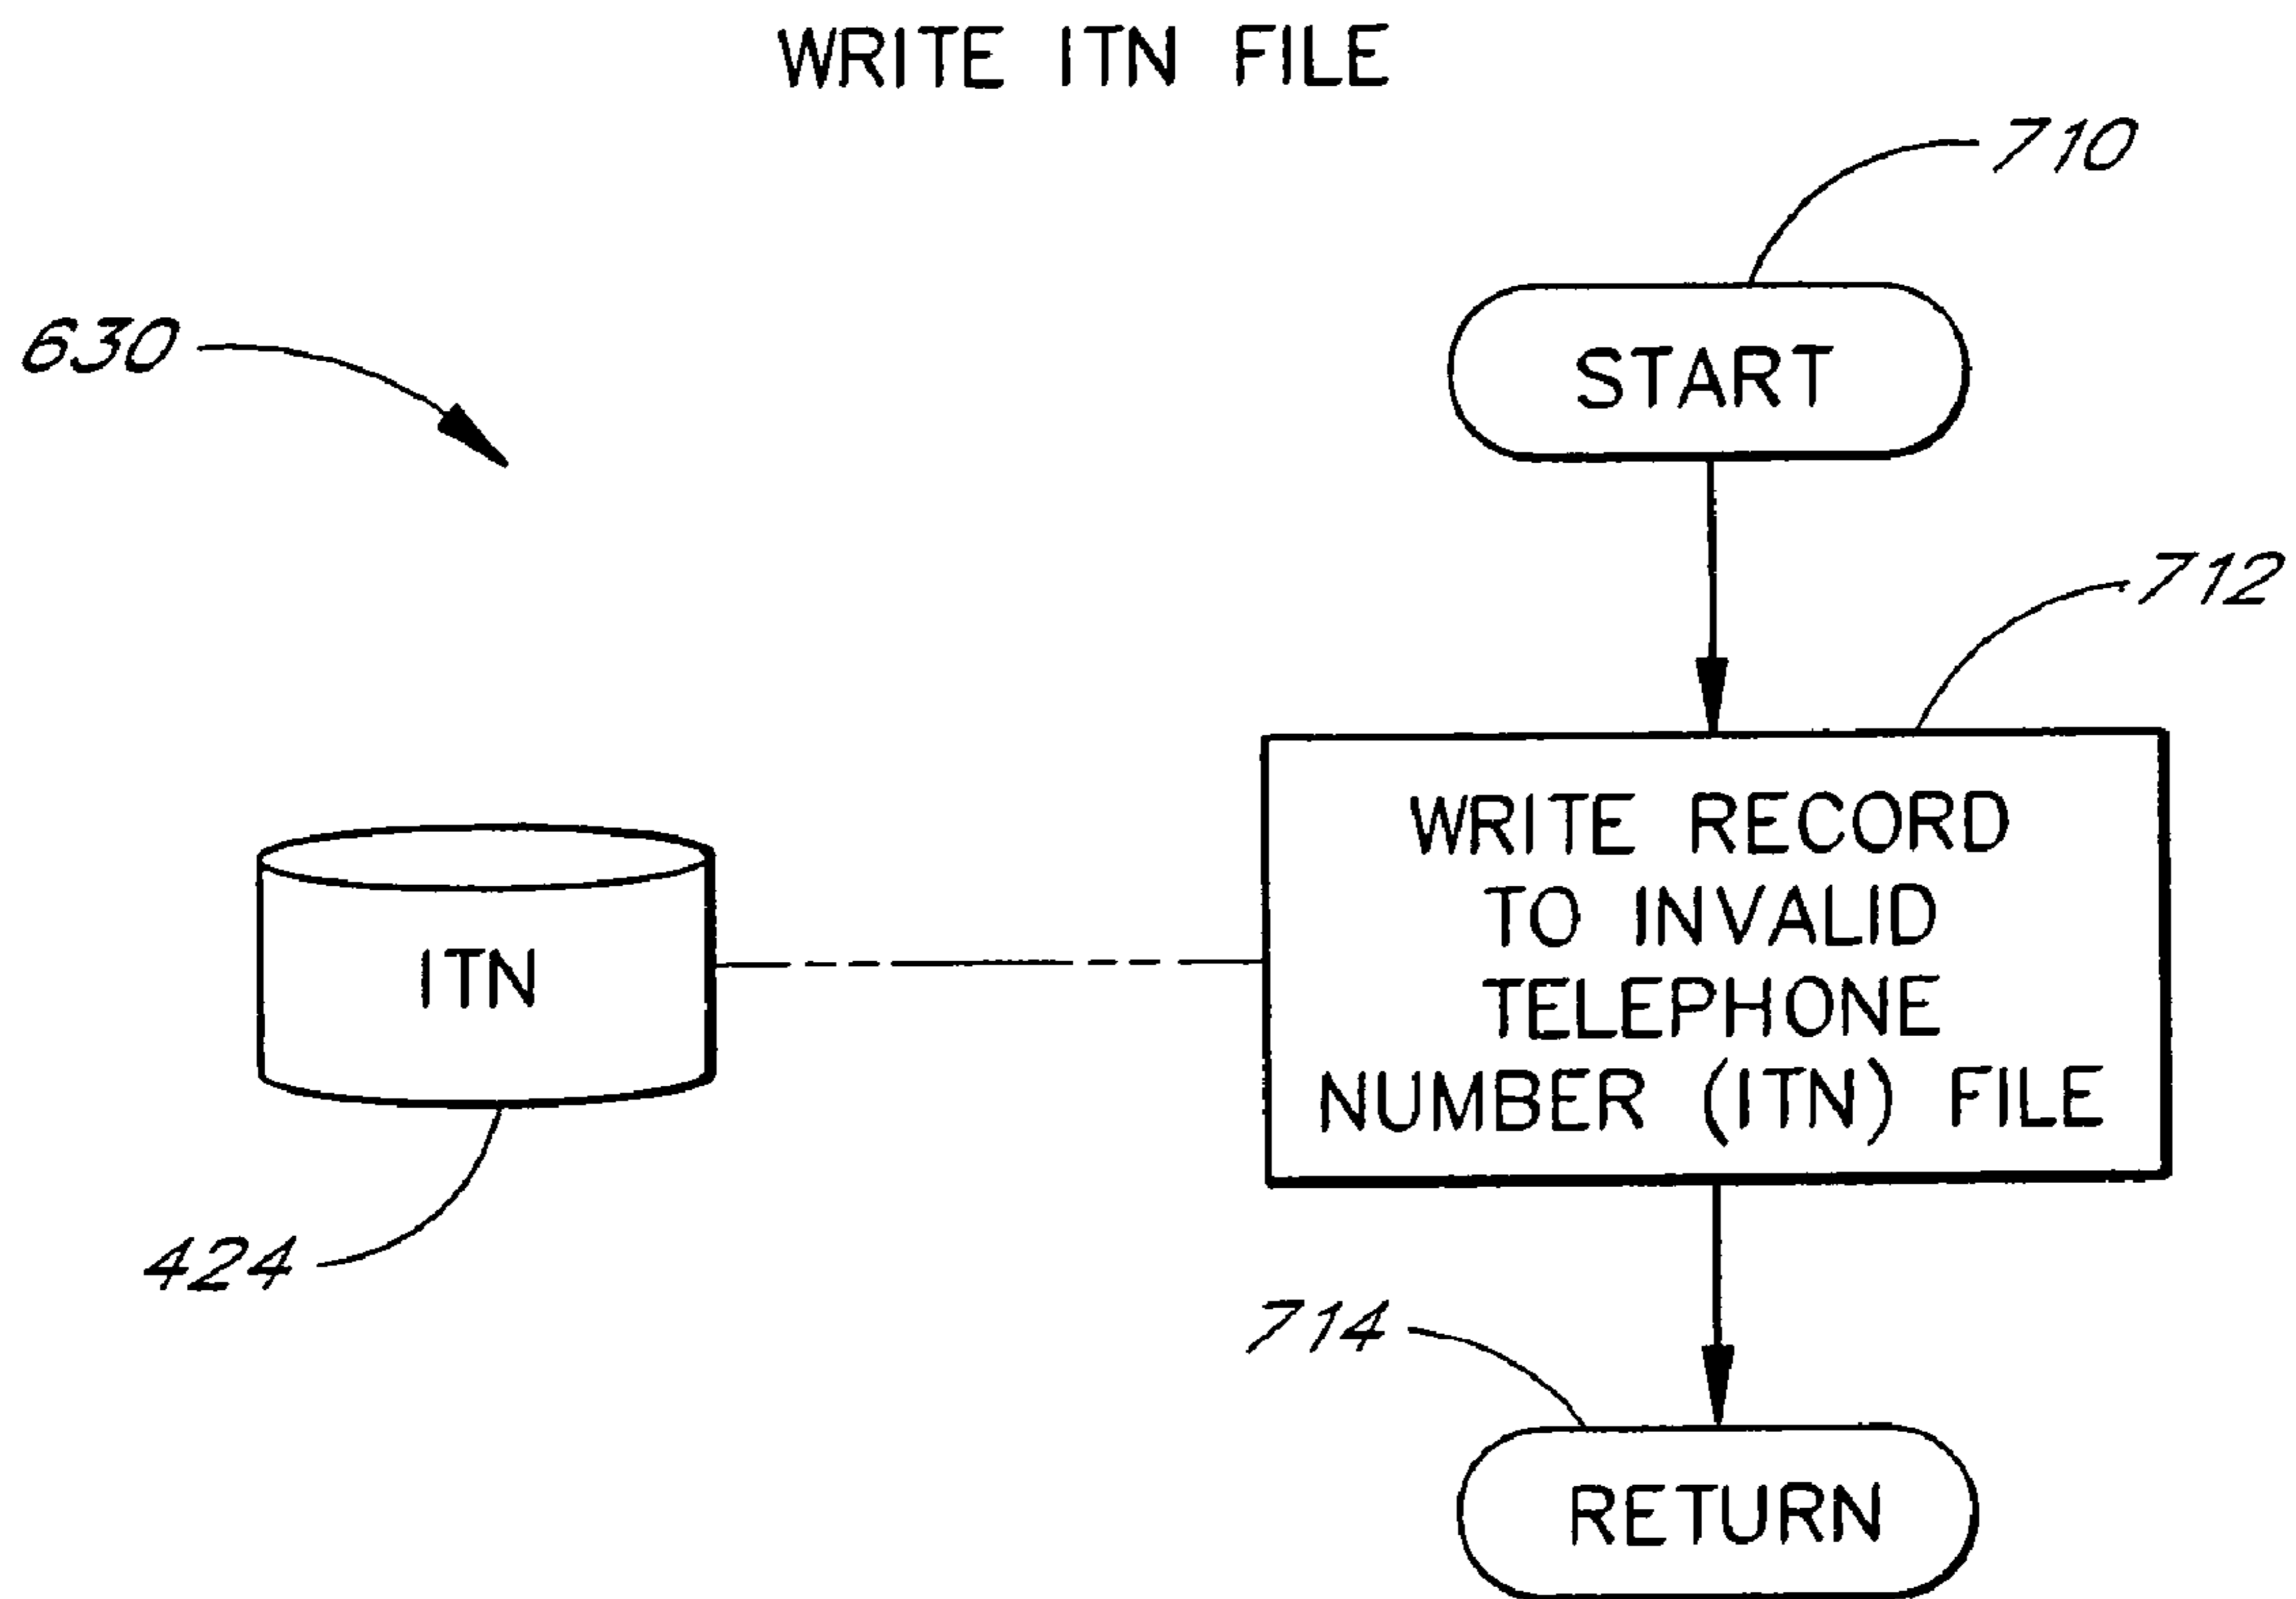 WRITE ITN FILE
710
630
START
712
WRITE RECORD
TO INVALID
TELEPHONE
NUMBER (ITN) FILE
ITN
424
714
RETURN